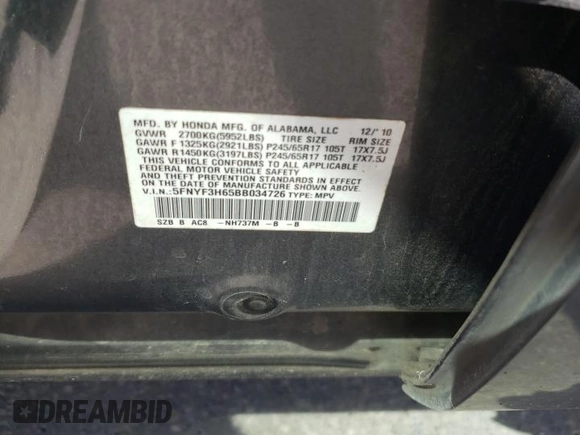 MFD. BY HONDA MFG. OF ALABAMA, LLC 12/'10
GVWR 2700KG(5952LBS) TIRE SIZE RIM SIZE
GAWR F 1325KG(2921LBS) P245/65R17 105T 17X7.5J
GAWR R1450KG(3197LBS) P245/65R17 105T 17X7.5J
THIS VEHICLE CONFORMS TO ALL APPLICABLE
FEDERAL MOTOR VEHICLE SAFETY
AND THEFT PREVENTION STANDARDS IN EFFECT
ON THE DATE OF MANUFACTURE SHOWN ABOVE.
V.I.N.:5FNYF3H65BB034726 TYPE: MPV
SZB B AC8 -NH737M -B -B
DREAMBID